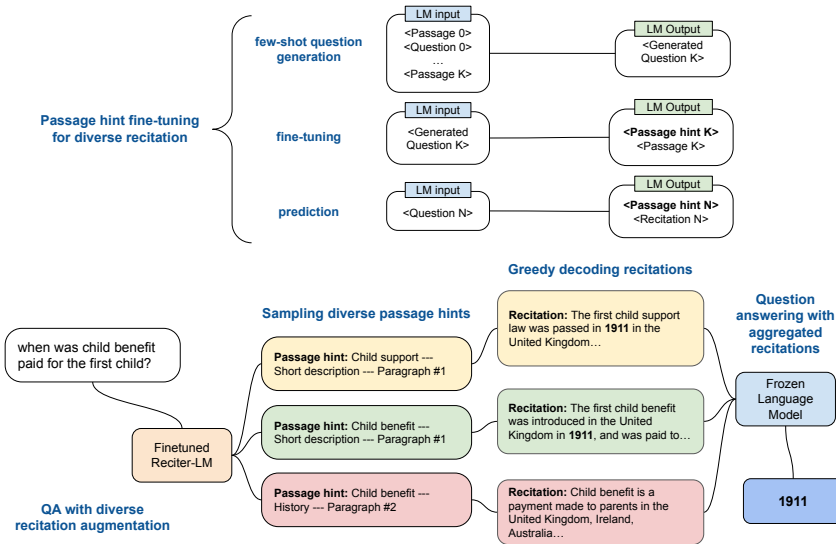 Passage hint fine-tuning
for diverse recitation
few-shot question
generation
LM input
<Passage 0>
<Question 0>
...
<Passage K>
LM Output
<Generated
Question K>
fine-tuning
LM input
<Generated
Question K>
LM Output
<Passage hint K>
<Passage K>
prediction
LM input
<Question N>
LM Output
<Passage hint N>
<Recitation N>
when was child benefit
paid for the first child?
Finetuned
Reciter-LM
QA with diverse
recitation augmentation
Sampling diverse passage hints
Passage hint: Child support ---
Short description --- Paragraph #1
Passage hint: Child benefit ---
Short description --- Paragraph #1
Passage hint: Child benefit ---
History --- Paragraph #2
Greedy decoding recitations
Recitation: The first child support
law was passed in 1911 in the
United Kingdom…
Recitation: The first child benefit
was introduced in the United
Kingdom in 1911, and was paid to…
Recitation: Child benefit is a
payment made to parents in the
United Kingdom, Ireland,
Australia…
Question
answering with
aggregated
recitations
Frozen
Language
Model
1911